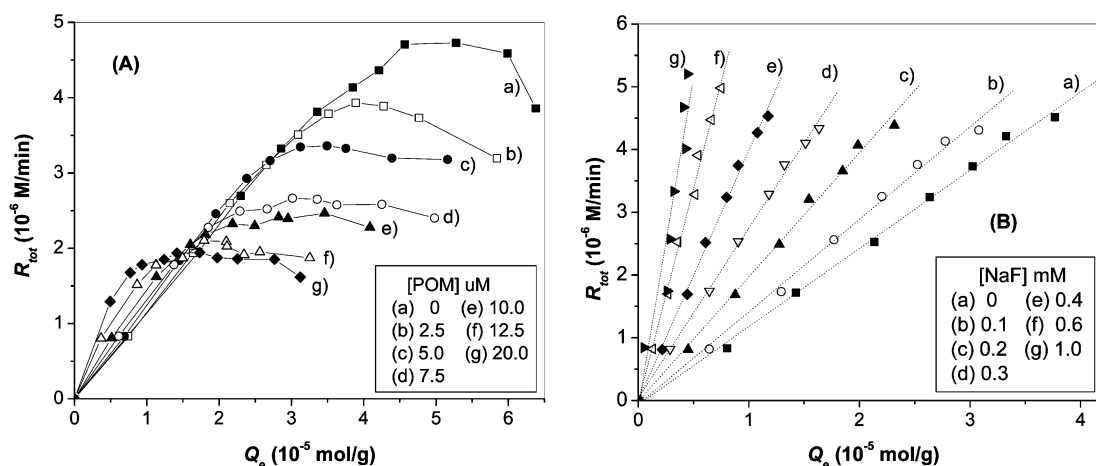 (A)
R_tot (10⁻⁶ M/min)
5
4
3
2
1
0
a)
b)
c)
d)
e)
f)
g)
[POM] uM
(a) 0 (e) 10.0
(b) 2.5 (f) 12.5
(c) 5.0 (g) 20.0
(d) 7.5
0 1 2 3 4 5 6
Q_e (10⁻⁵ mol/g)
(B)
R_tot (10⁻⁶ M/min)
6
5
4
3
2
1
0
g) f) e) d) c) b) a)
[NaF] mM
(a) 0 (e) 0.4
(b) 0.1 (f) 0.6
(c) 0.2 (g) 1.0
(d) 0.3
0 1 2 3 4
Q_e (10⁻⁵ mol/g)